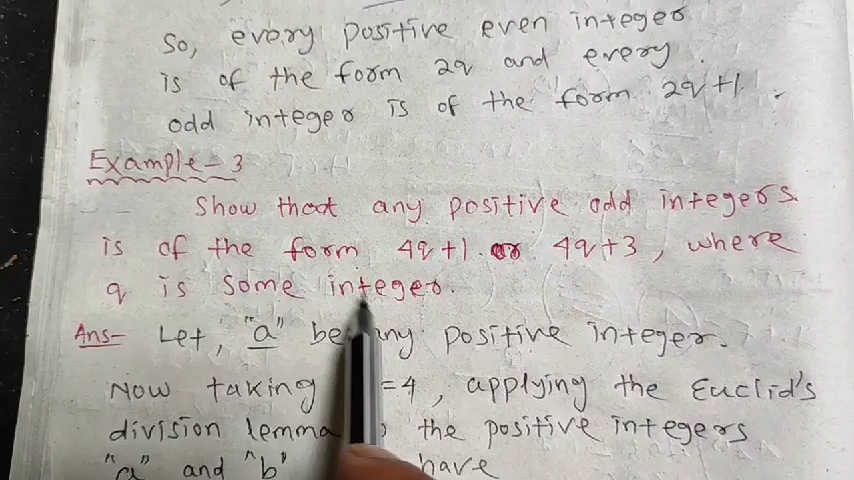 So, every positive even integer
is of the form 2q and every
odd integer is of the form 2q+1.
Example-3
Show that any positive odd integers
is of the form 4q+1 or 4q+3, where
q is some integer.
Ans- Let, "a" be any positive integer.
Now taking =4, applying the Euclid's
division lemma the positive integers
"a" and "b" have